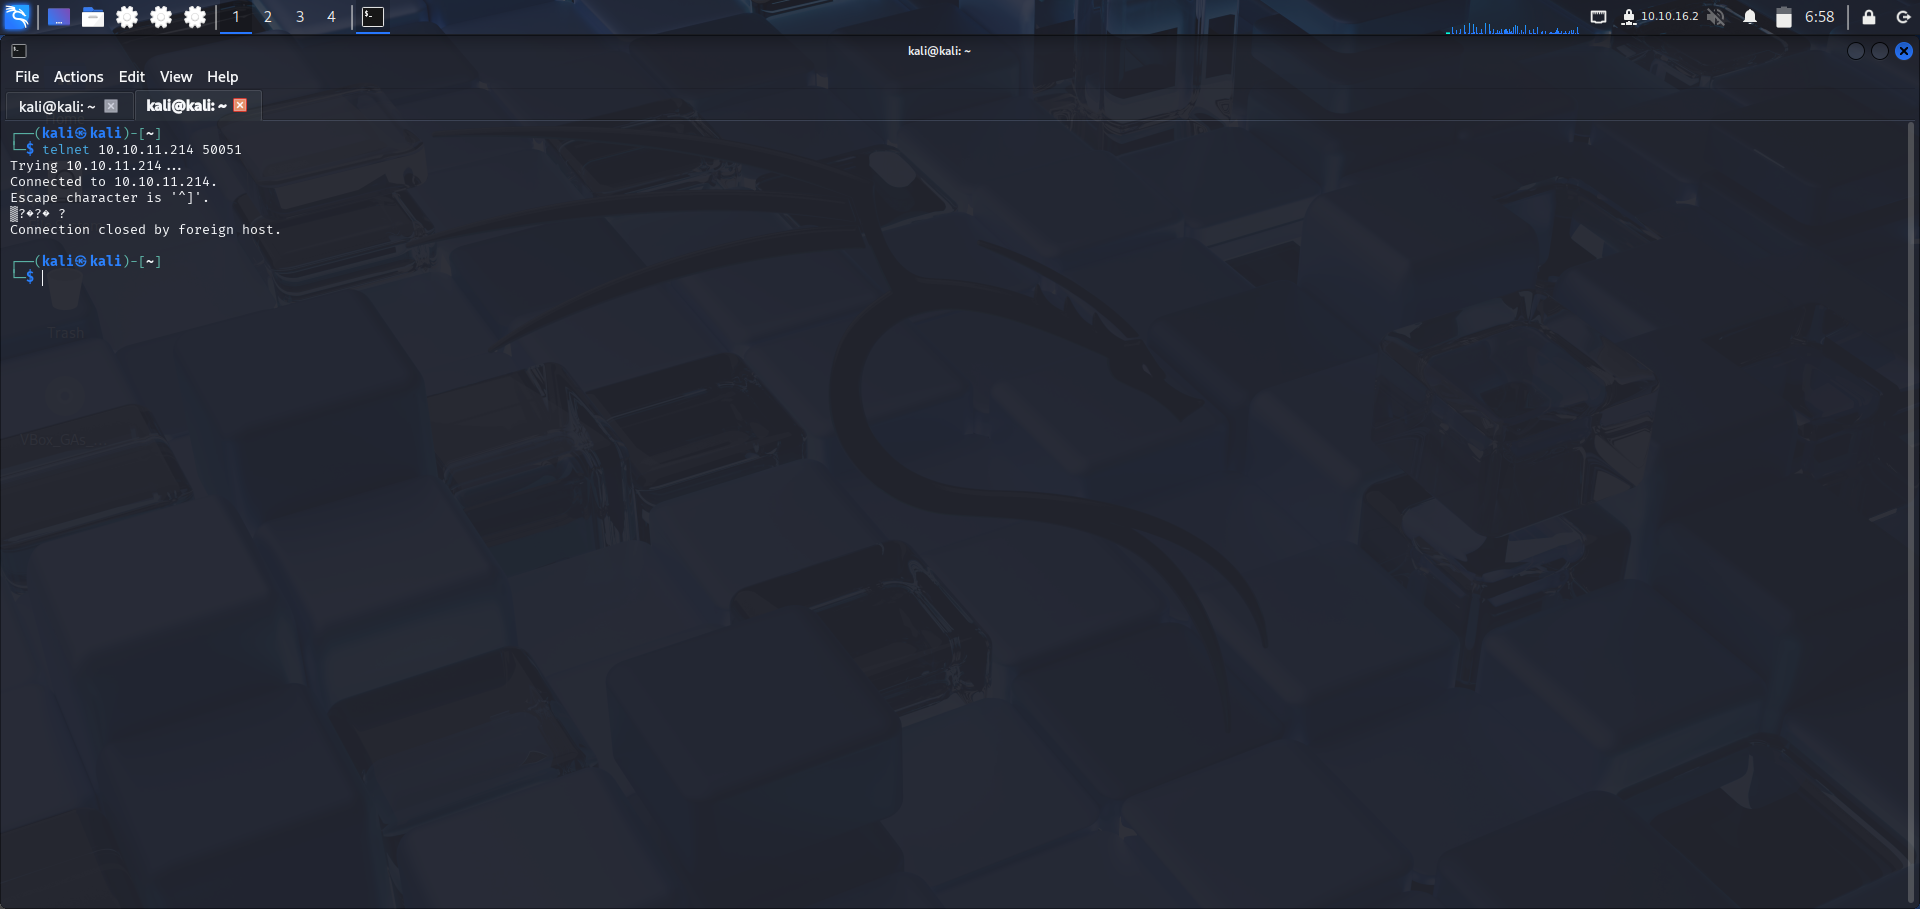 1 2 3 4 10.10.16.2 6:58
kali@kali: ~
File Actions Edit View Help
kali@kali: ~ kali@kali: ~
┌──(kali㉿kali)-[~]
└─$ telnet 10.10.11.214 50051
Trying 10.10.11.214...
Connected to 10.10.11.214.
Escape character is '^]'.
▒?�?� ?
Connection closed by foreign host.
┌──(kali㉿kali)-[~]
└─$
Trash
VBox_GAs_